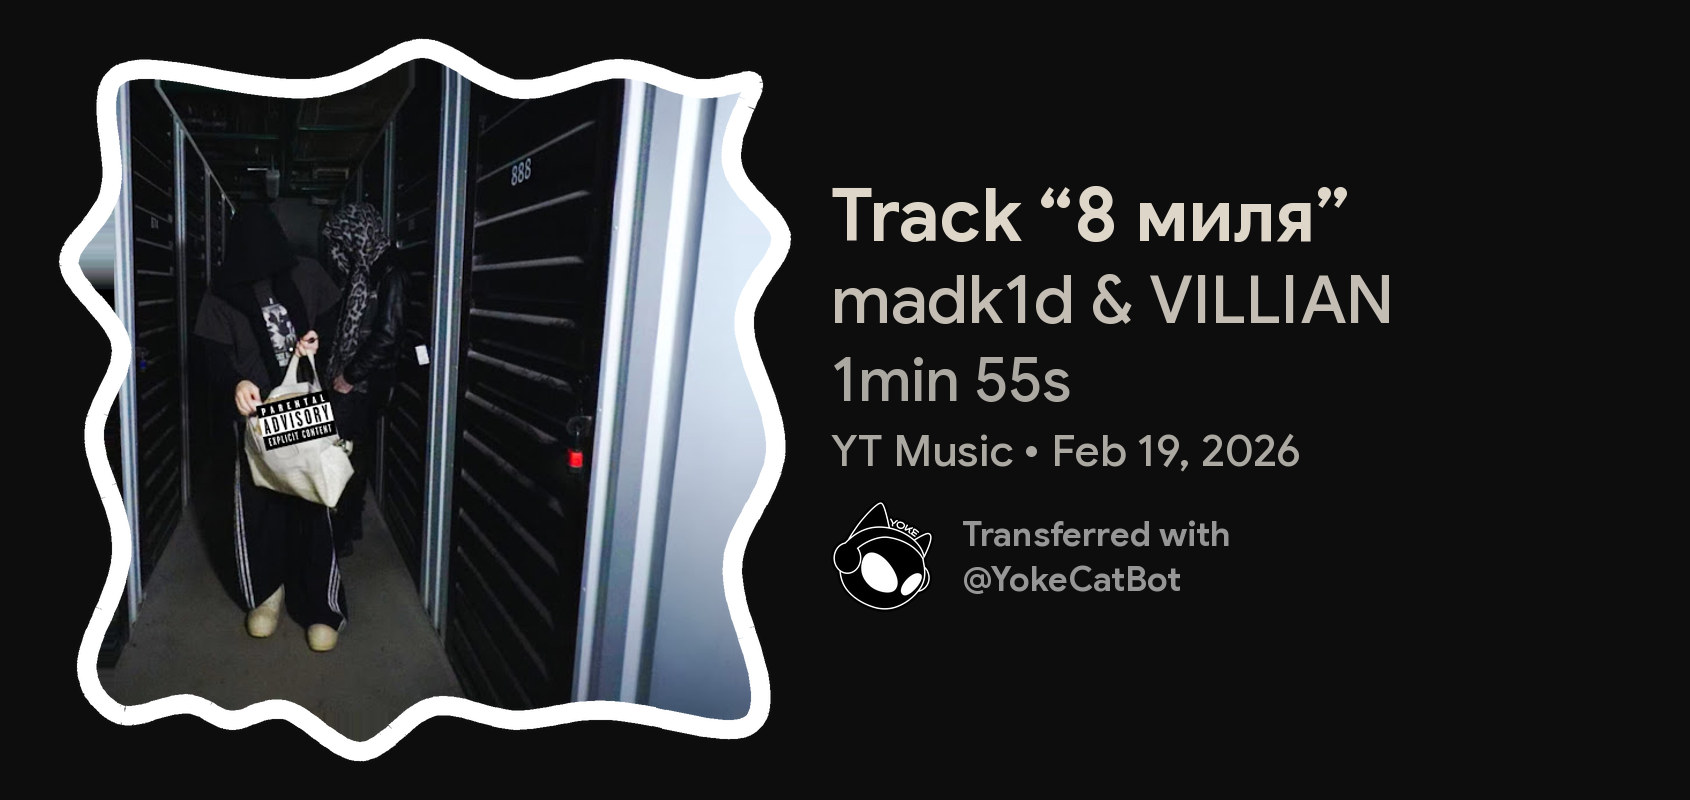 888
PARENTAL
ADVISORY
EXPLICIT CONTENT
Track “8 миля”
madk1d & VILLIAN
1min 55s
YT Music • Feb 19, 2026
YOKE
Transferred with
@YokeCatBot